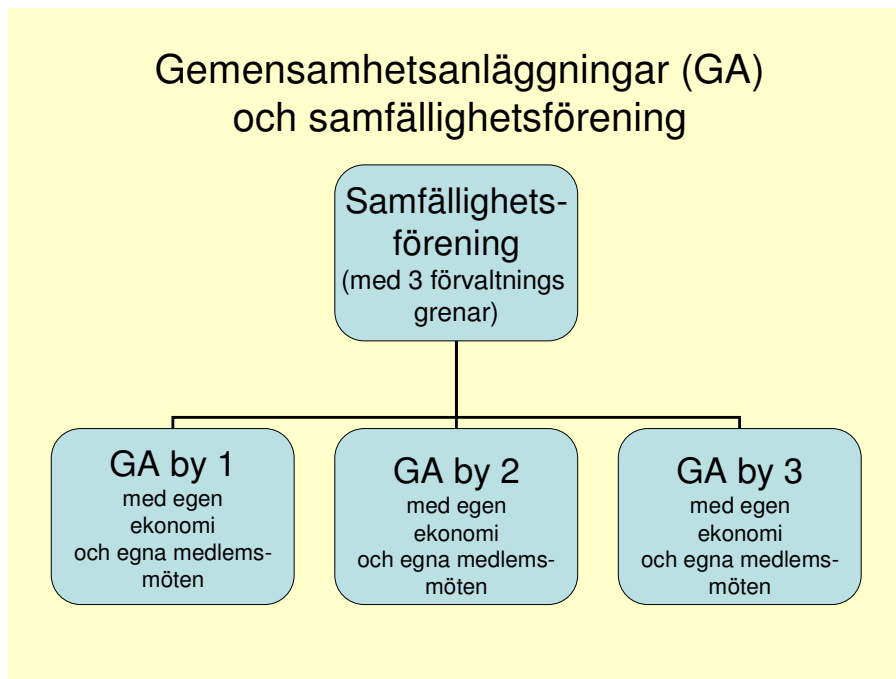 Gemensamhetsanläggningar (GA)
och samfällighetsförening
Samfällighets-
förening
(med 3 förvaltnings
grenar)
GA by 1
med egen
ekonomi
och egna medlems-
möten
GA by 2
med egen
ekonomi
och egna medlems-
möten
GA by 3
med egen
ekonomi
och egna medlems-
möten